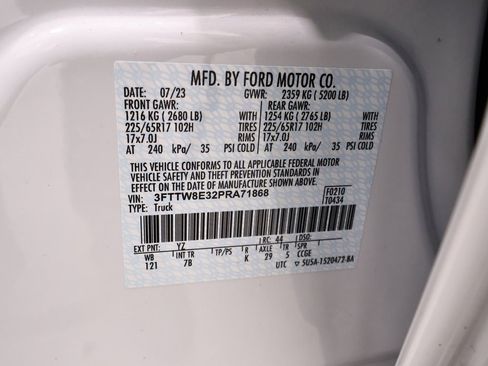 MFD. BY FORD MOTOR CO.
07/23 GVWR: 2359 KG ( 5200 LB)
FRONT GAWR: REAR GAWR:
1216 KG ( 2680 LB) WITH 1254 KG ( 2765 LB) WITH
225/65R17 102H TIRES 225/65R17 102H TIRES
17x7.0J RIMS 17x7.0J RIMS
AT 240 kPa/ 35 PSI COLD AT 240 kPa/ 35 PSI COLD
THIS VEHICLE CONFORMS TO ALL APPLICABLE FEDERAL MOTOR
VEHICLE SAFETY AND THEFT PREVENTION STANDARDS IN
EFFECT ON THE DATE OF MANUFACTURE SHOWN ABOVE.
VIN: 3FTTW8E32PRA71868 F0210
TYPE: Truck T0434
EXT PNT: YZ RC: 44 DSO:
WB INT TR TP/PS R AXLE TR SPR
121 7B K 29 5 CCGE
UTC 5U5A-1520472-BA